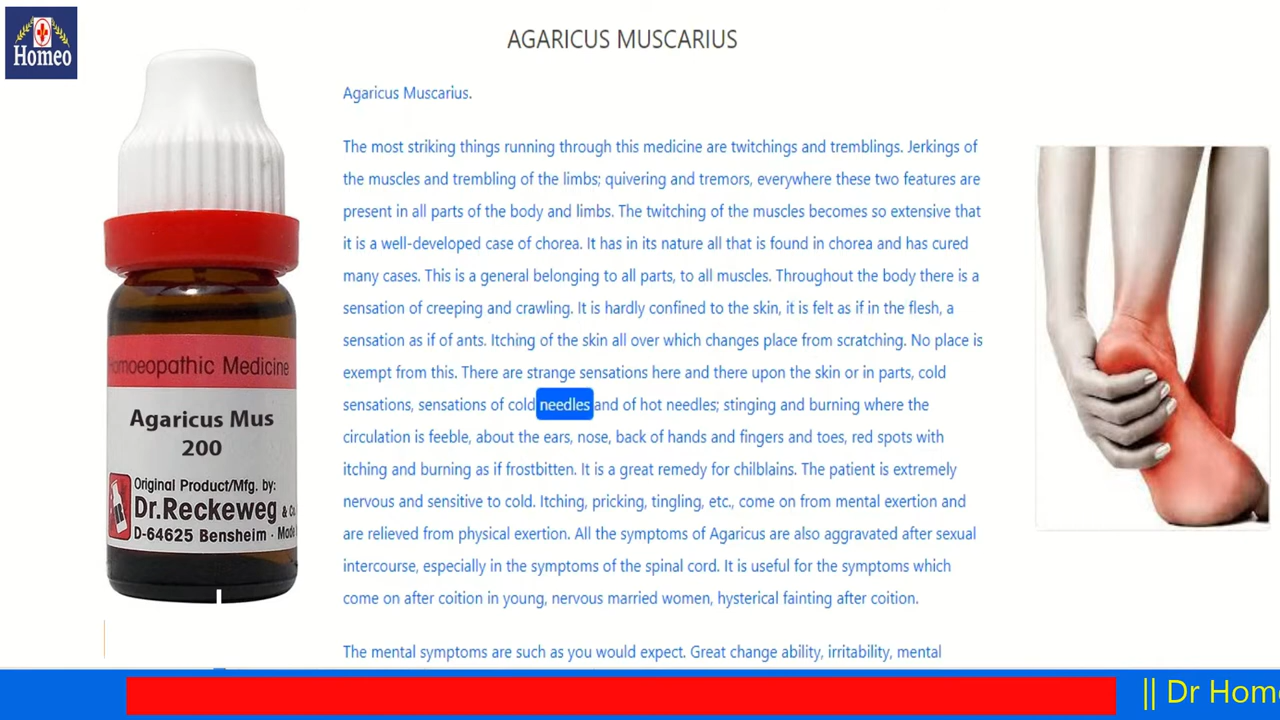 Homeo
AGARICUS MUSCARIUS
Agaricus Muscarius.
The most striking things running through this medicine are twitchings and tremblings. Jerkings of
the muscles and trembling of the limbs; quivering and tremors, everywhere these two features are
present in all parts of the body and limbs. The twitching of the muscles becomes so extensive that
it is a well-developed case of chorea. It has in its nature all that is found in chorea and has cured
many cases. This is a general belonging to all parts, to all muscles. Throughout the body there is a
sensation of creeping and crawling. It is hardly confined to the skin, it is felt as if in the flesh, a
sensation as if of ants. Itching of the skin all over which changes place from scratching. No place is
exempt from this. There are strange sensations here and there upon the skin or in parts, cold
sensations, sensations of cold needles and of hot needles; stinging and burning where the
circulation is feeble, about the ears, nose, back of hands and fingers and toes, red spots with
itching and burning as if frostbitten. It is a great remedy for chilblains. The patient is extremely
nervous and sensitive to cold. Itching, pricking, tingling, etc., come on from mental exertion and
are relieved from physical exertion. All the symptoms of Agaricus are also aggravated after sexual
intercourse, especially in the symptoms of the spinal cord. It is useful for the symptoms which
come on after coition in young, nervous married women, hysterical fainting after coition.
The mental symptoms are such as you would expect. Great change ability, irritability, mental
Homoeopathic Medicine
Agaricus Mus
200
Original Product/Mfg. by:
Dr.Reckeweg & Co.
D-64625 Bensheim · Made
|| Dr Home